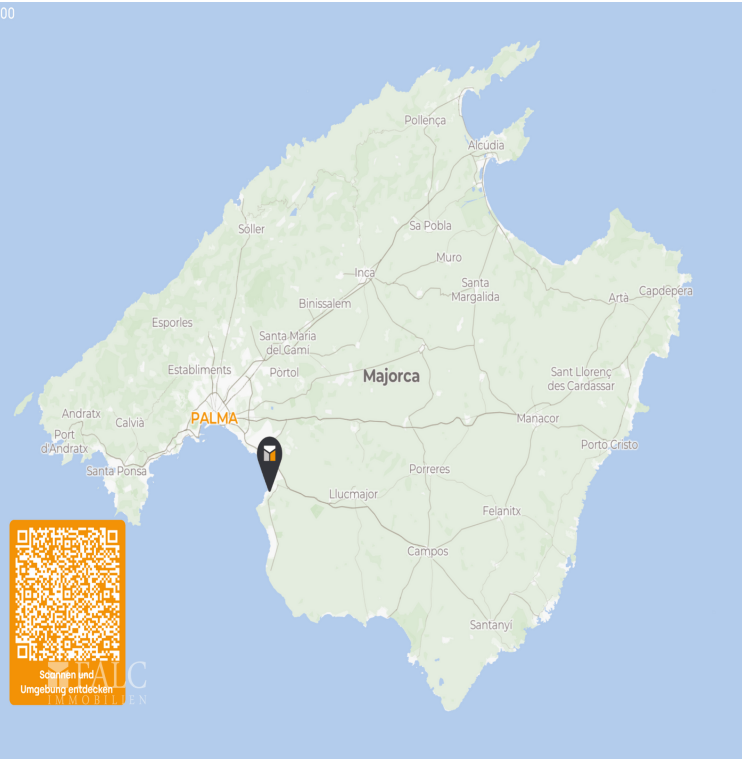 00
Pollença
Alcúdia
Sóller
Sa Pobla
Muro
Inca
Santa
Margalida
Artà
Capdepera
Binissalem
Esporles
Santa Maria
del Camí
Establiments
Pòrtol
Majorca
Sant Llorenç
des Cardassar
Andratx
Calvià
PALMA
Manacor
Port
d'Andratx
Porto Cristo
Santa Ponsa
Porreres
Llucmajor
Felanitx
Campos
Santanyí
Scannen und
Umgebung entdecken
FALC
IMMOBILIEN